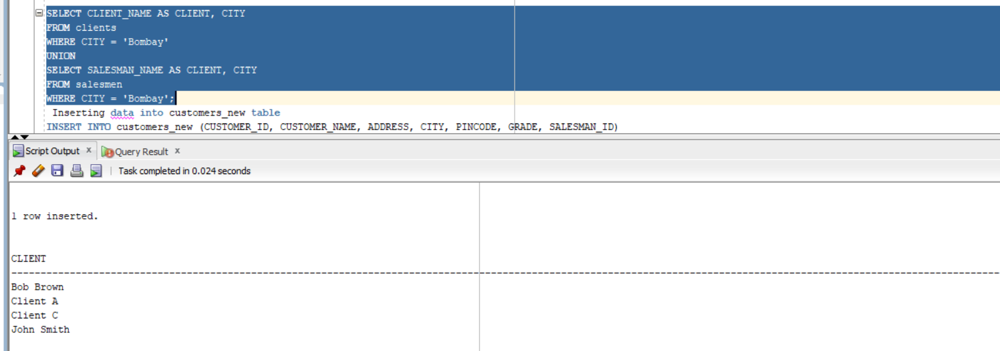 SELECT CLIENT_NAME AS CLIENT, CITY
FROM clients
WHERE CITY = 'Bombay'
UNION
SELECT SALESMAN_NAME AS CLIENT, CITY
FROM salesmen
WHERE CITY = 'Bombay';
Inserting data into customers_new table
INSERT INTO customers_new (CUSTOMER_ID, CUSTOMER_NAME, ADDRESS, CITY, PINCODE, GRADE, SALESMAN_ID)
Script Output x Query Result x
Task completed in 0.024 seconds
1 row inserted.
CLIENT
--------------------------------------------------------------------------------------------------------------------------------------------------------------------------
Bob Brown
Client A
Client C
John Smith